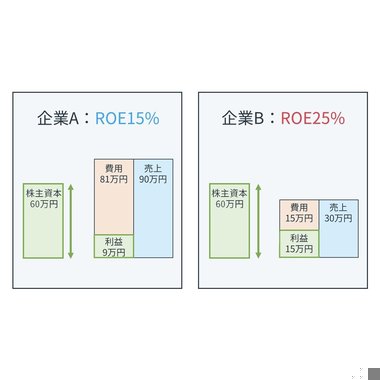 企業A：ROE15%
費用
81万円
売上
90万円
株主資本
60万円
利益
9万円
企業B：ROE25%
株主資本
60万円
費用
15万円
売上
30万円
利益
15万円